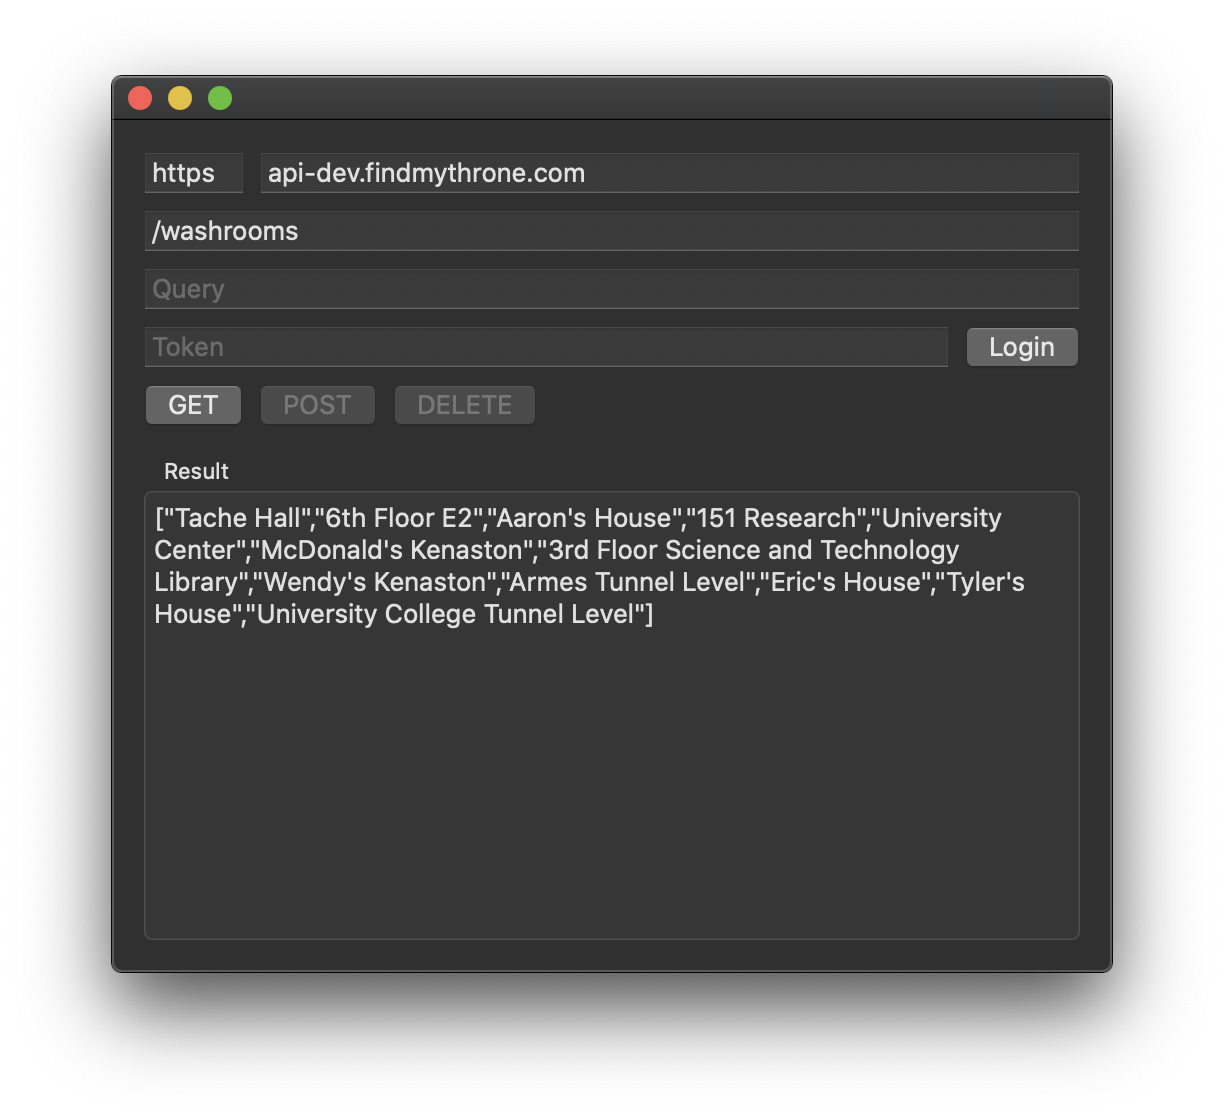 https api-dev.findmythrone.com
/washrooms
Query
Token Login
GET POST DELETE
Result
["Tache Hall","6th Floor E2","Aaron's House","151 Research","University
Center","McDonald's Kenaston","3rd Floor Science and Technology
Library","Wendy's Kenaston","Armes Tunnel Level","Eric's House","Tyler's
House","University College Tunnel Level"]